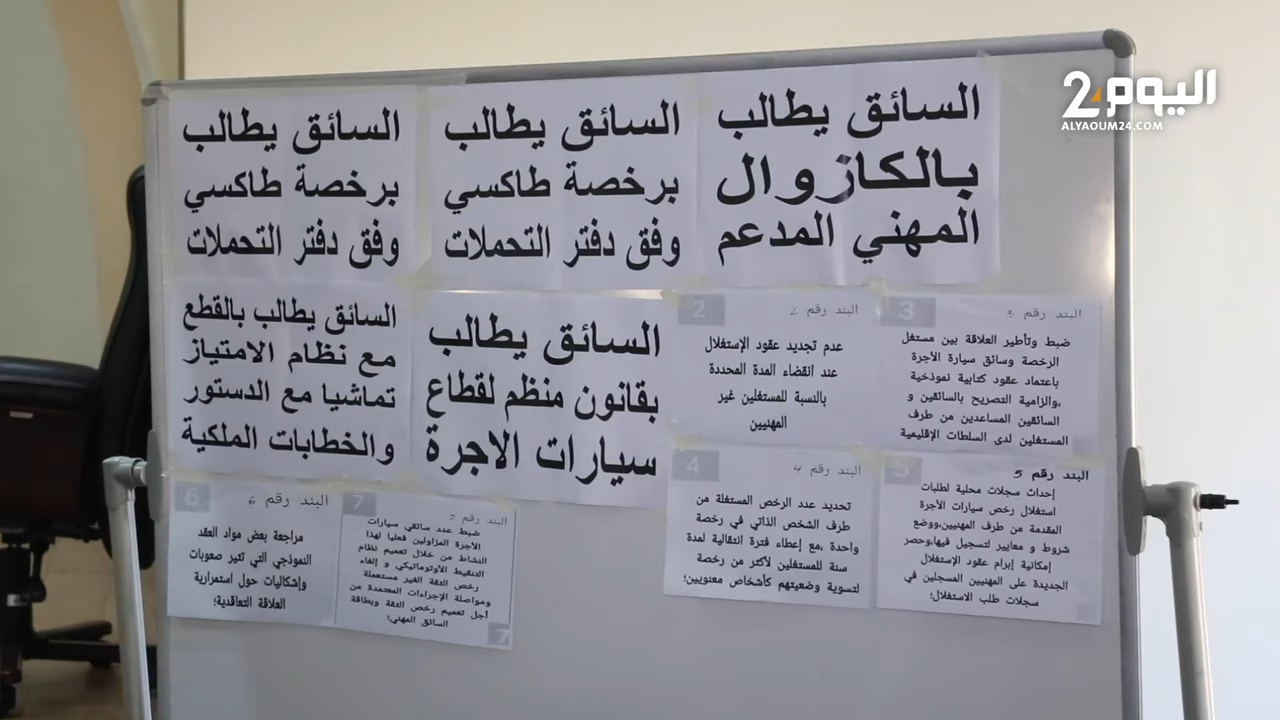 اليوم 24
ALYAOUM24.COM
السائق يطالب
بالكازوال
المهني المدعم
السائق يطالب
برخصة طاكسي
وفق دفتر التحملات
السائق يطالب
برخصة طاكسي
وفق دفتر التحملات
السائق يطالب
بقانون منظم لقطاع
سيارات الاجرة
السائق يطالب بالقطع
مع نظام الامتياز
تماشيا مع الدستور
والخطابات الملكية
3
البند رقم 3
ضبط وتأطير العلاقة بين مستغل
الرخصة وسائق سيارة الأجرة
باعتماد عقود كتابية نموذجية
،والزامية التصريح بالسائقين و
السائقين المساعدين من طرف
المستغلين لدى السلطات الإقليمية
2
البند رقم 2
عدم تجديد عقود الإستغلال
عند انقضاء المدة المحددة
بالنسبة للمستغلين غير
المهنيين
5
البند رقم 5
إحداث سجلات محلية لطلبات
استغلال رخص سيارات الأجرة
المقدمة من طرف المهنيين،ووضع
شروط و معايير لتسجيل فيها،وحصر
إمكانية إبرام عقود الإستغلال
الجديدة على المهنيين المسجلين في
سجلات طلب الاستغلال؛
4
البند رقم 4
تحديد عدد الرخص المستغلة من
طرف الشخص الذاتي في رخصة
واحدة ،مع إعطاء فترة انتقالية لمدة
سنة للمستغلين لأكثر من رخصة
لتسوية وضعيتهم كأشخاص معنويين؛
7
البند رقم 7
ضبط عدد سائقي سيارات
الأجرة المزاولين فعليا لهذا
النشاط من خلال تعميم نظام
التنقيط الأوتوماتيكي و إلغاء
رخص الثقة الغير مستعملة
ومواصلة الإجراءات المعتمدة من
أجل تعميم رخص الثقة وبطاقة
السائق المهني؛
7
6
البند رقم 6
مراجعة بعض مواد العقد
النموذجي التي تثير صعوبات
وإشكاليات حول استمرارية
العلاقة التعاقدية؛